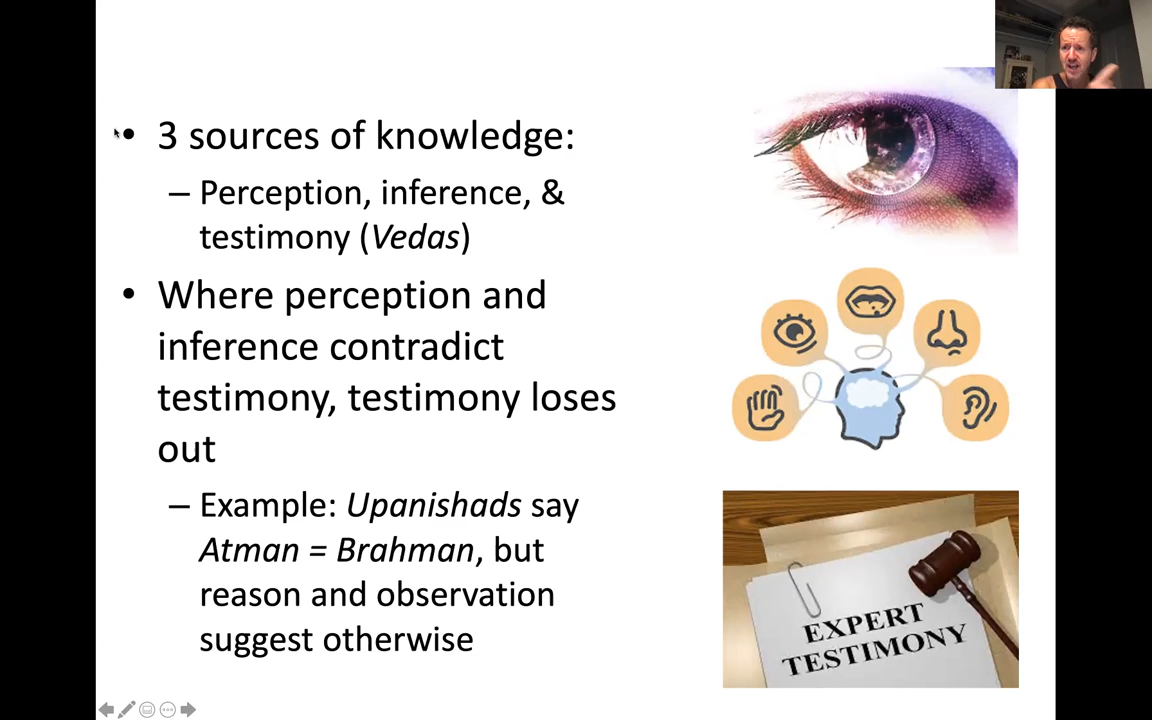 • 3 sources of knowledge:
– Perception, inference, &
testimony (Vedas)
• Where perception and
inference contradict
testimony, testimony loses
out
– Example: Upanishads say
Atman = Brahman, but
reason and observation
suggest otherwise
EXPERT
TESTIMONY